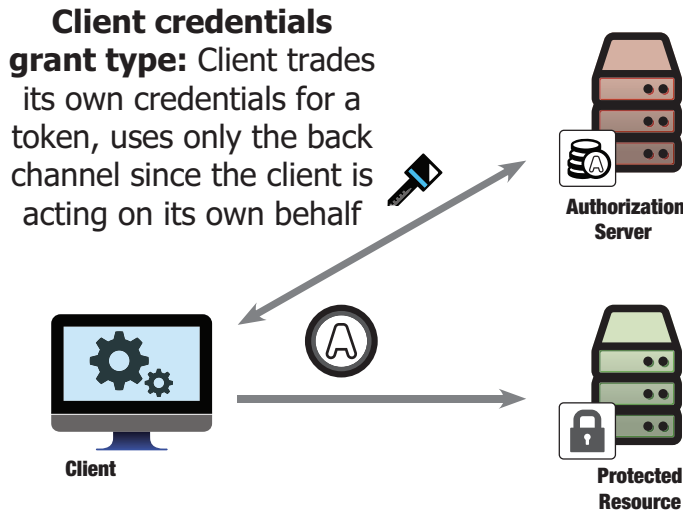 Client credentials
grant type: Client trades
its own credentials for a
token, uses only the back
channel since the client is
acting on its own behalf
A
Authorization
Server
A
Client
Protected
Resource